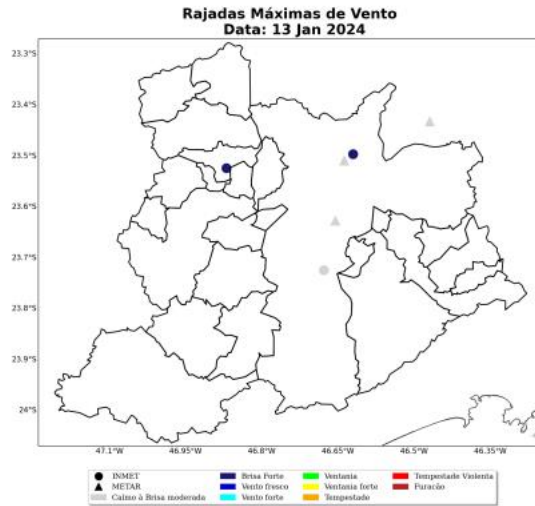 Rajadas Máximas de Vento
Data: 13 Jan 2024
23.3°S
23.4°S
23.5°S
23.6°S
23.7°S
23.8°S
23.9°S
24°S
47.1°W
46.95°W
46.8°W
46.65°W
46.5°W
46.35°W
INMET
METAR
Calmo à Brisa moderada
Brisa Forte
Vento fresco
Vento forte
Ventania
Ventania forte
Tempestade
Tempestade Violenta
Furacão